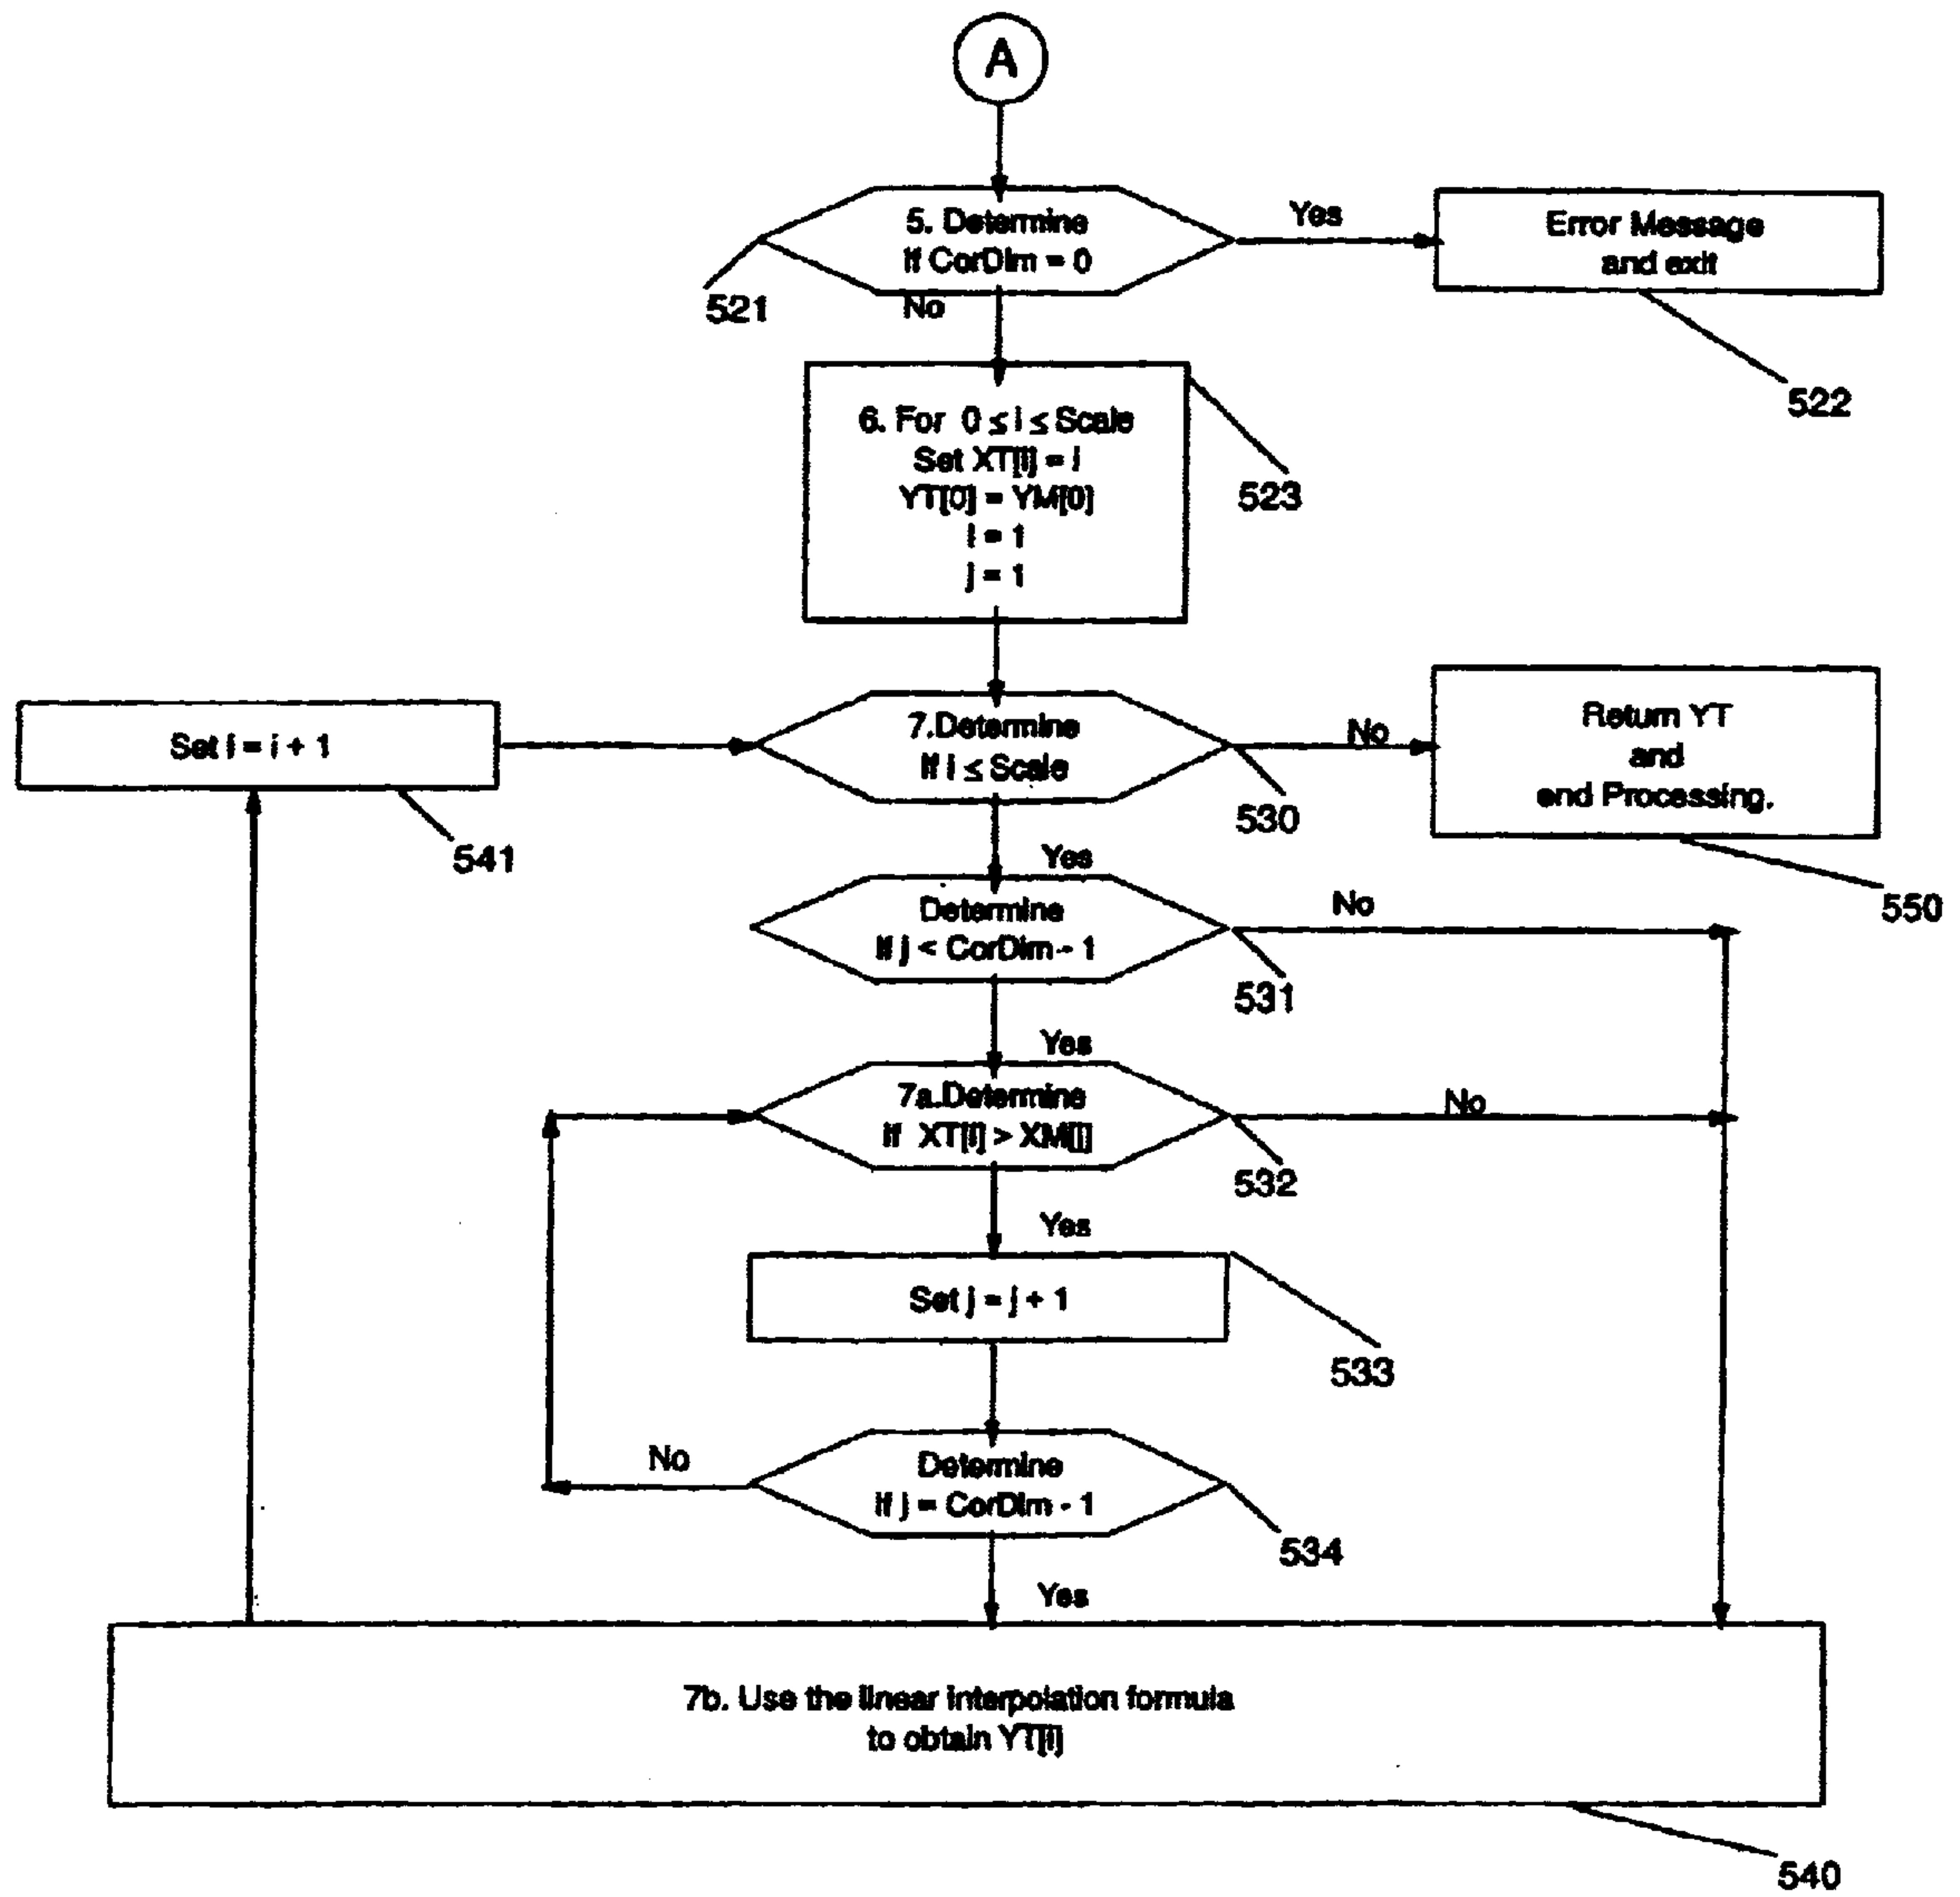 A
5. Determine
if CorDim = 0
Yes
Error Message
and exit
521
No
522
6. For 0 ≤ i ≤ Scale
Set XT[i] = i
YT[0] = YM[0]
i = 1
j = 1
523
Set i = i + 1
541
7.Determine
if i ≤ Scale
No
530
Return YT
and
end Processing.
550
Yes
Determine
if j < CorDim - 1
No
531
Yes
7a.Determine
if XT[i] > XM[j]
No
532
Yes
Set j = j + 1
533
No
Determine
if j = CorDim - 1
534
Yes
7b. Use the linear interpolation formula
to obtain YT[i]
540